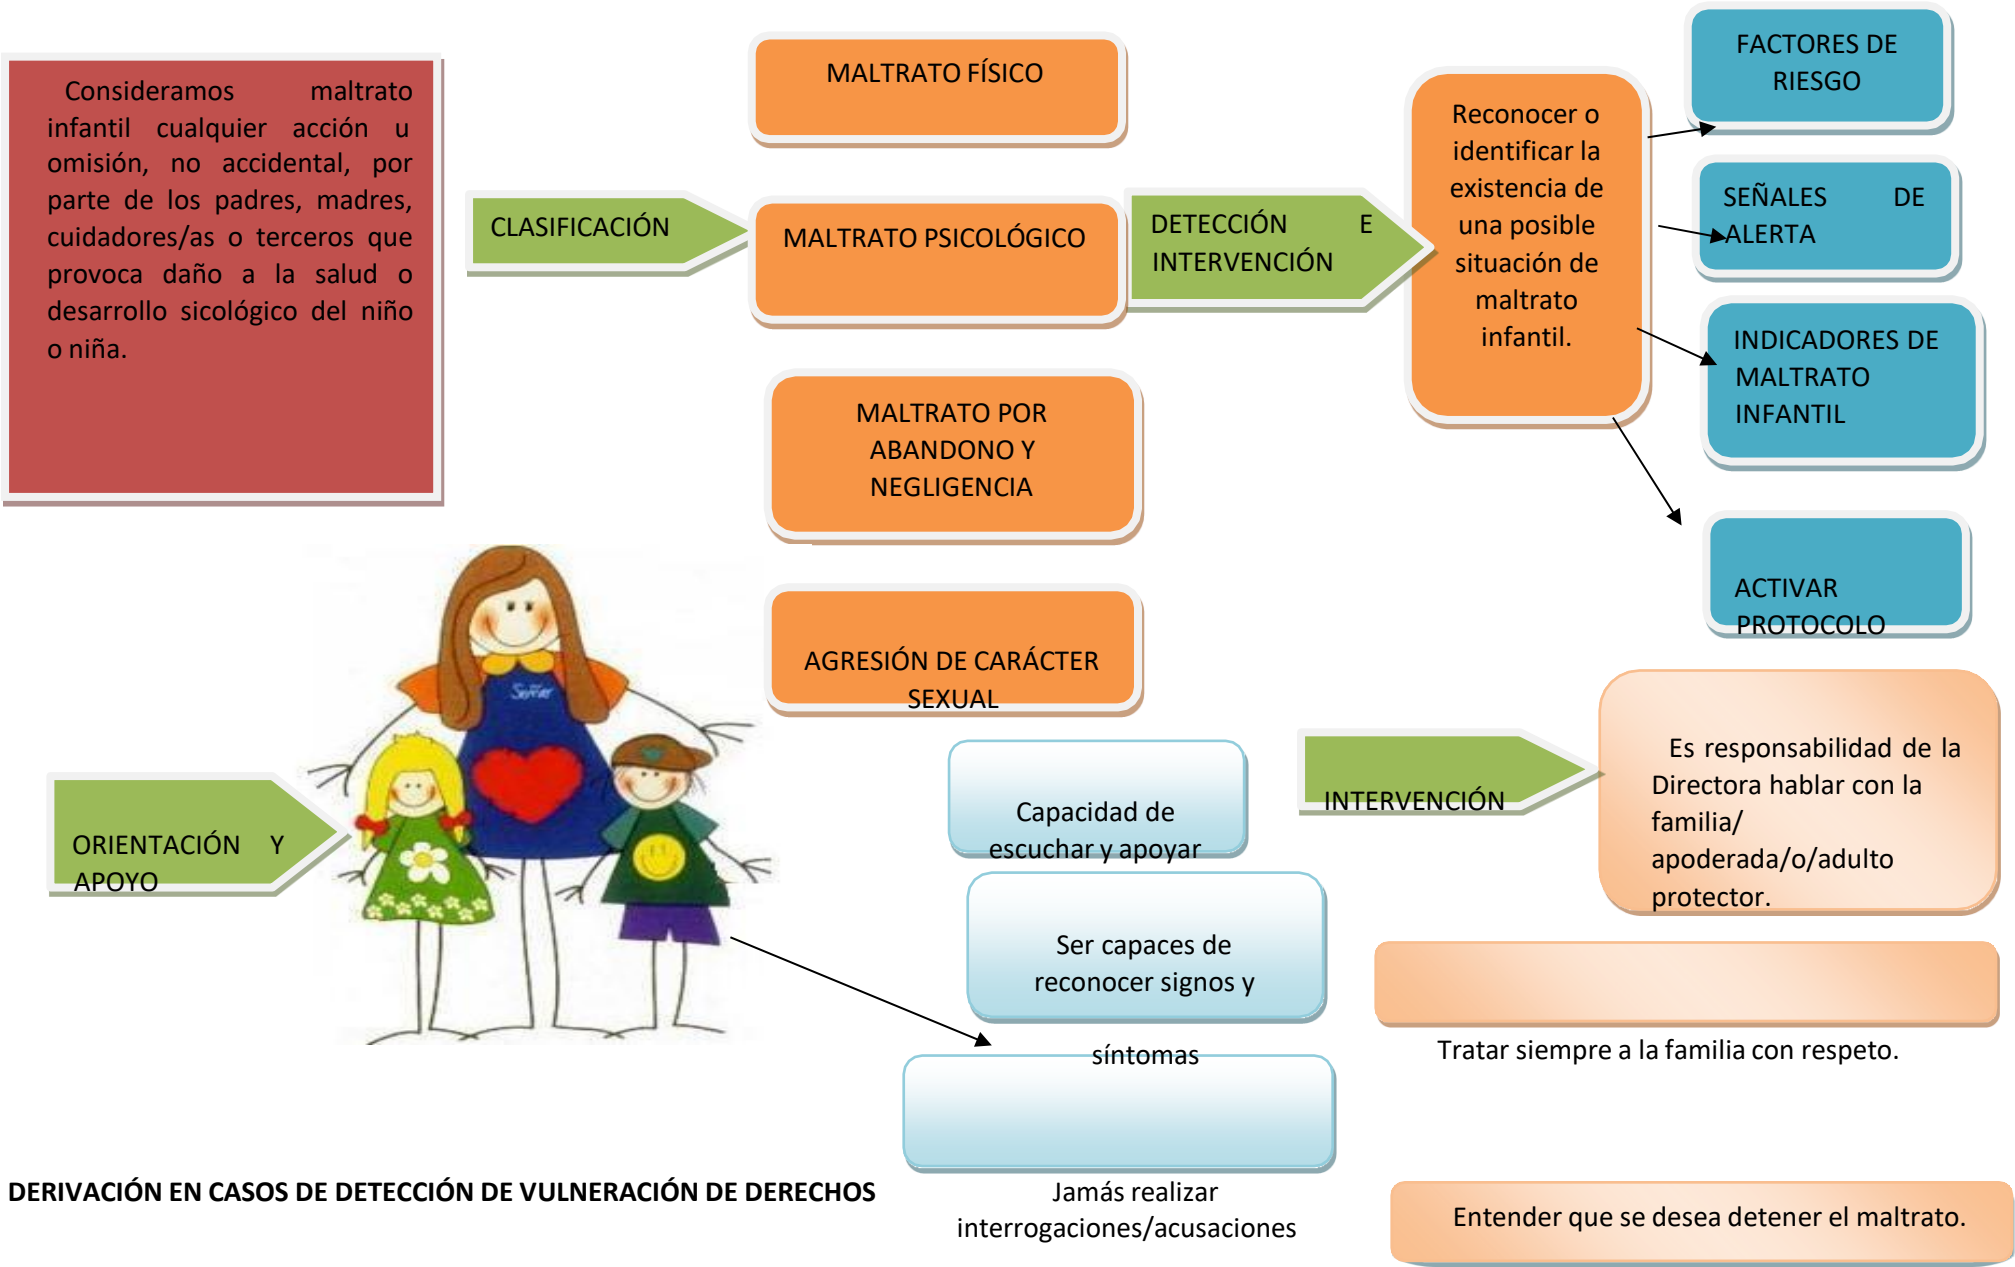 Consideramos maltrato
infantil cualquier acción u
omisión, no accidental, por
parte de los padres, madres,
cuidadores/as o terceros que
provoca daño a la salud o
desarrollo sicológico del niño
o niña.
CLASIFICACIÓN
MALTRATO FÍSICO
MALTRATO PSICOLÓGICO
MALTRATO POR
ABANDONO Y
NEGLIGENCIA
AGRESIÓN DE CARÁCTER
SEXUAL
DETECCIÓN E
INTERVENCIÓN
Reconocer o
identificar la
existencia de
una posible
situación de
maltrato
infantil.
FACTORES DE
RIESGO
SEÑALES DE
ALERTA
INDICADORES DE
MALTRATO
INFANTIL
ACTIVAR
PROTOCOLO
ORIENTACIÓN Y
APOYO
Capacidad de
escuchar y apoyar
Ser capaces de
reconocer signos y
síntomas
Jamás realizar
interrogaciones/acusaciones
INTERVENCIÓN
Es responsabilidad de la
Directora hablar con la
familia/
apoderada/o/adulto
protector.
Tratar siempre a la familia con respeto.
Entender que se desea detener el maltrato.
DERIVACIÓN EN CASOS DE DETECCIÓN DE VULNERACIÓN DE DERECHOS